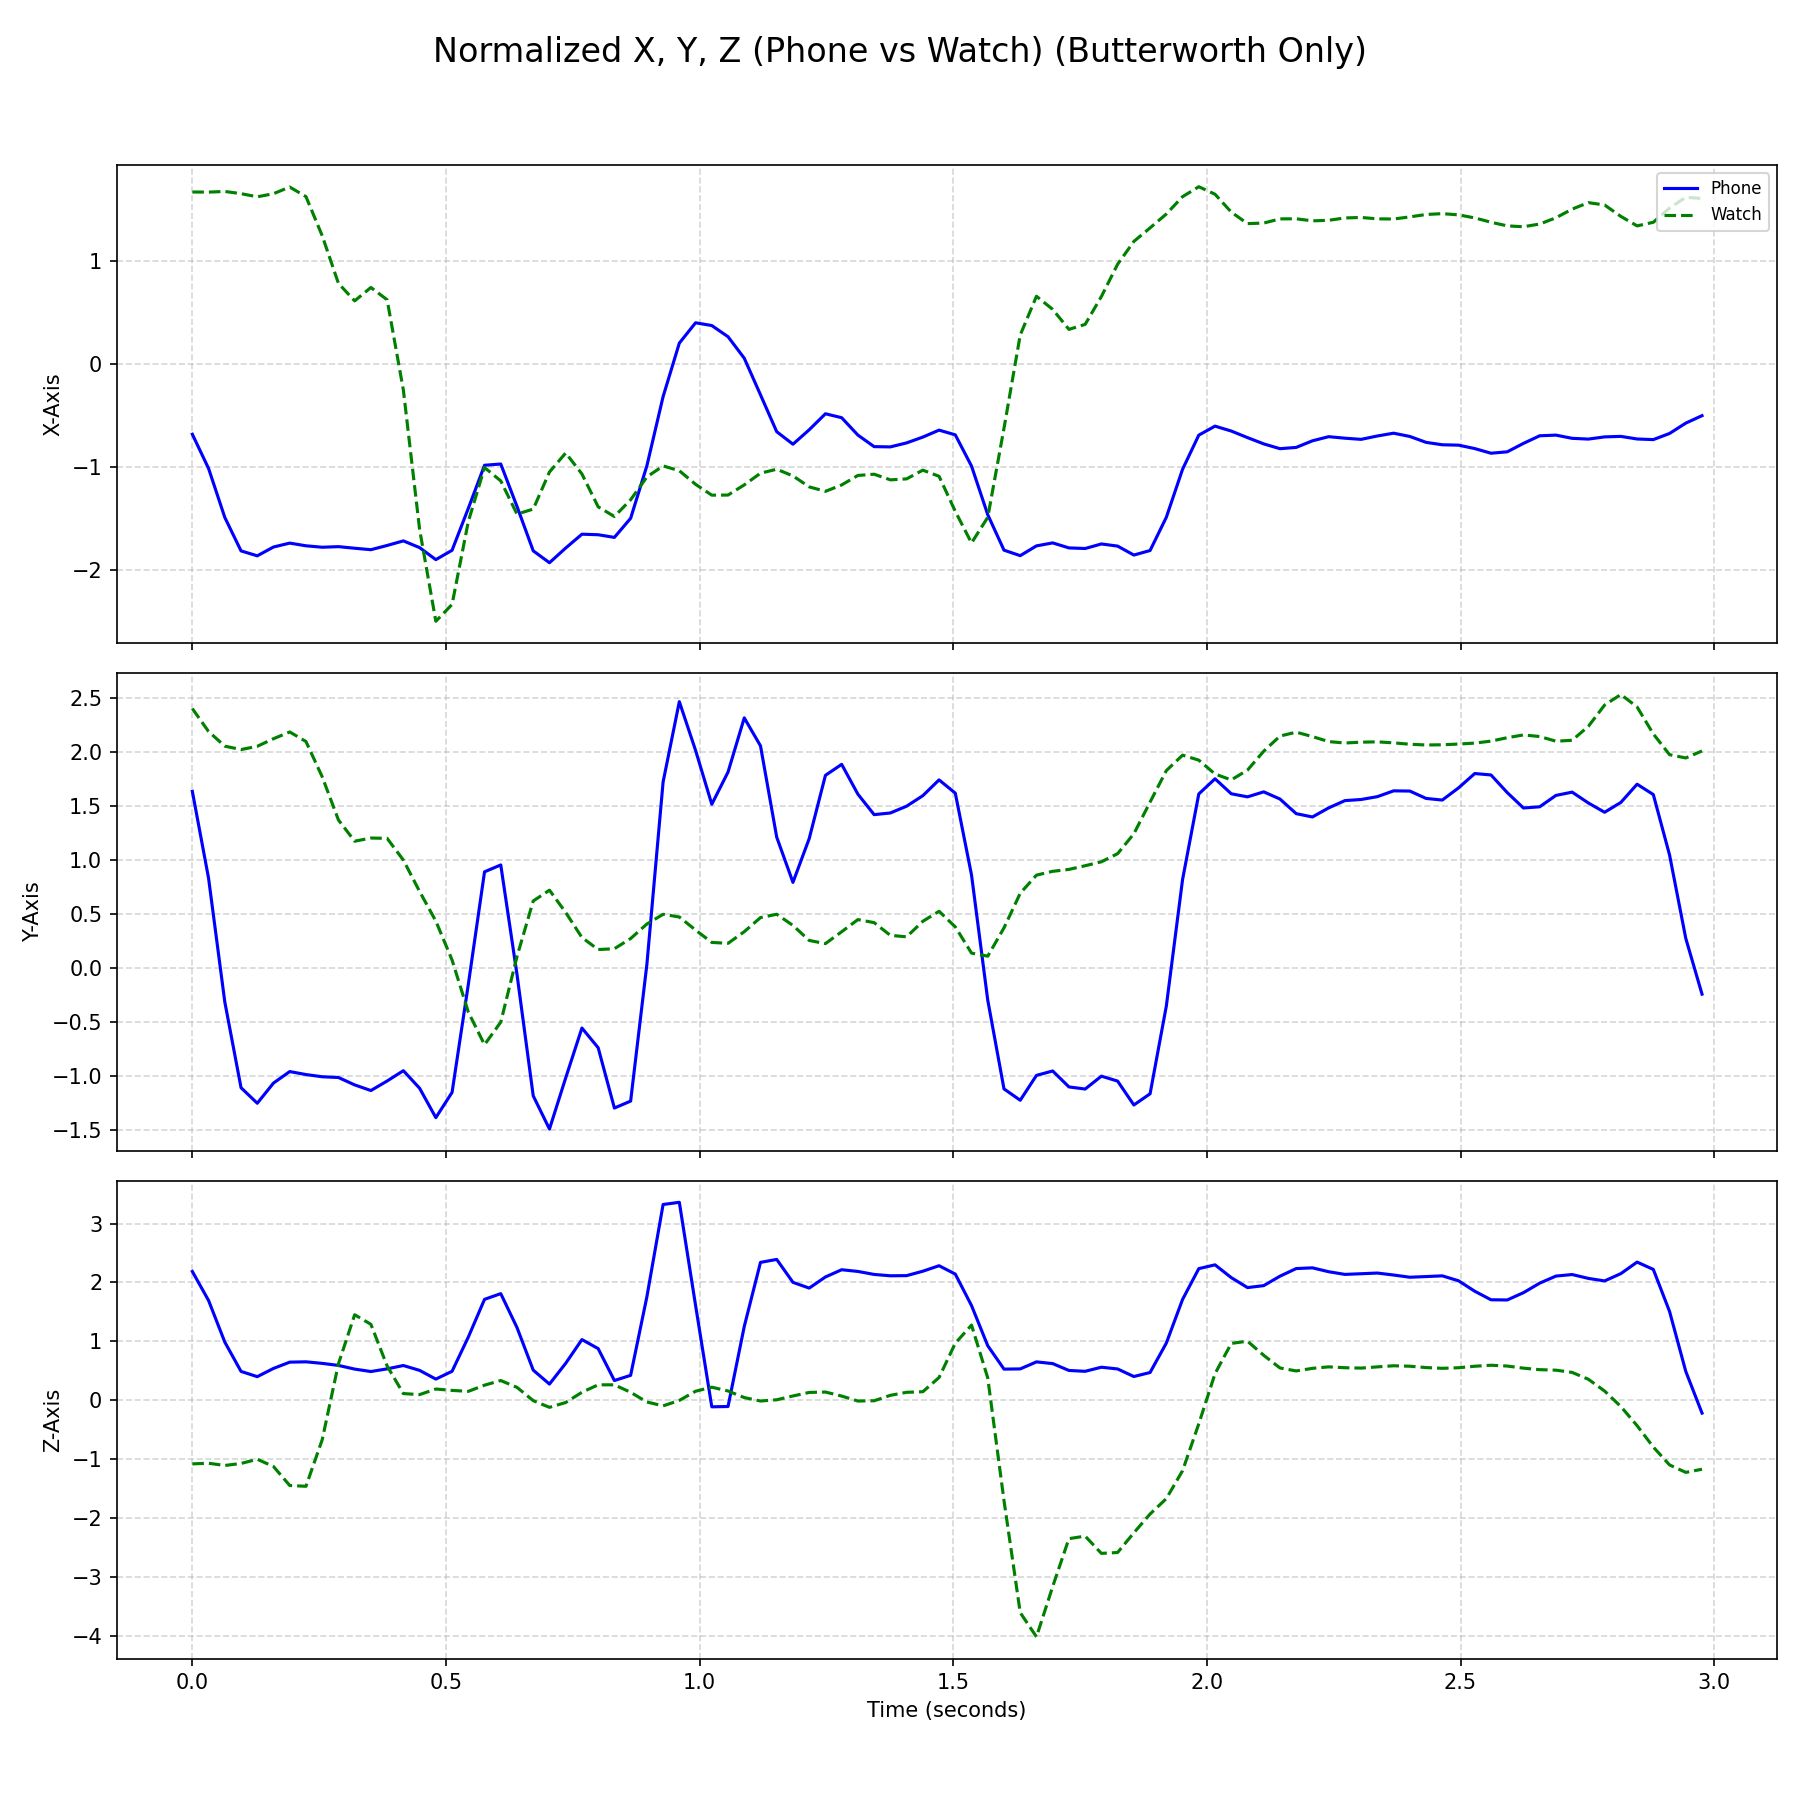 Normalized X, Y, Z (Phone vs Watch) (Butterworth Only)
Phone
Watch
X-Axis
1
0
−1
−2
Y-Axis
2.5
2.0
1.5
1.0
0.5
0.0
−0.5
−1.0
−1.5
Z-Axis
3
2
1
0
−1
−2
−3
−4
0.0 0.5 1.0 1.5 2.0 2.5 3.0
Time (seconds)